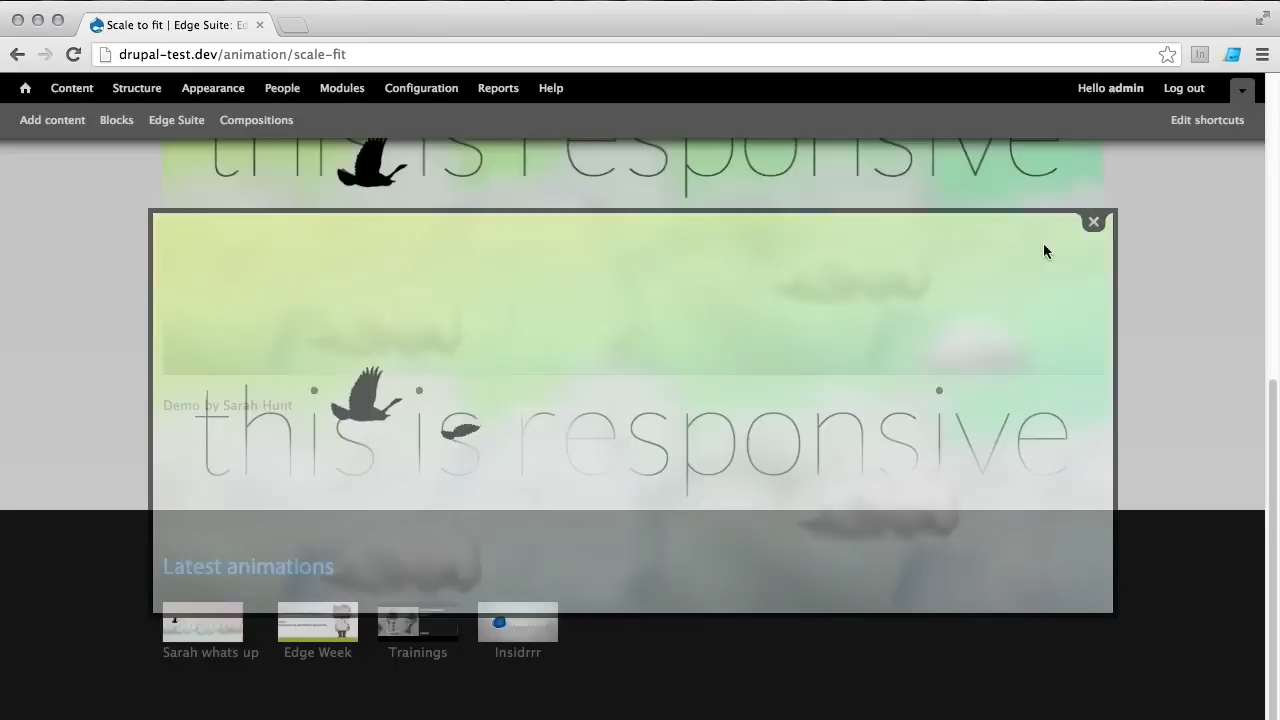 Scale to fit | Edge Suite: Ed
drupal-test.dev/animation/scale-fit
Content Structure Appearance People Modules Configuration Reports Help Hello admin Log out
Add content Blocks Edge Suite Compositions Edit shortcuts
this is responsive
Demo by Sarah Hunt
this is responsive
Latest animations
Sarah whats up Edge Week Trainings Insidrrr